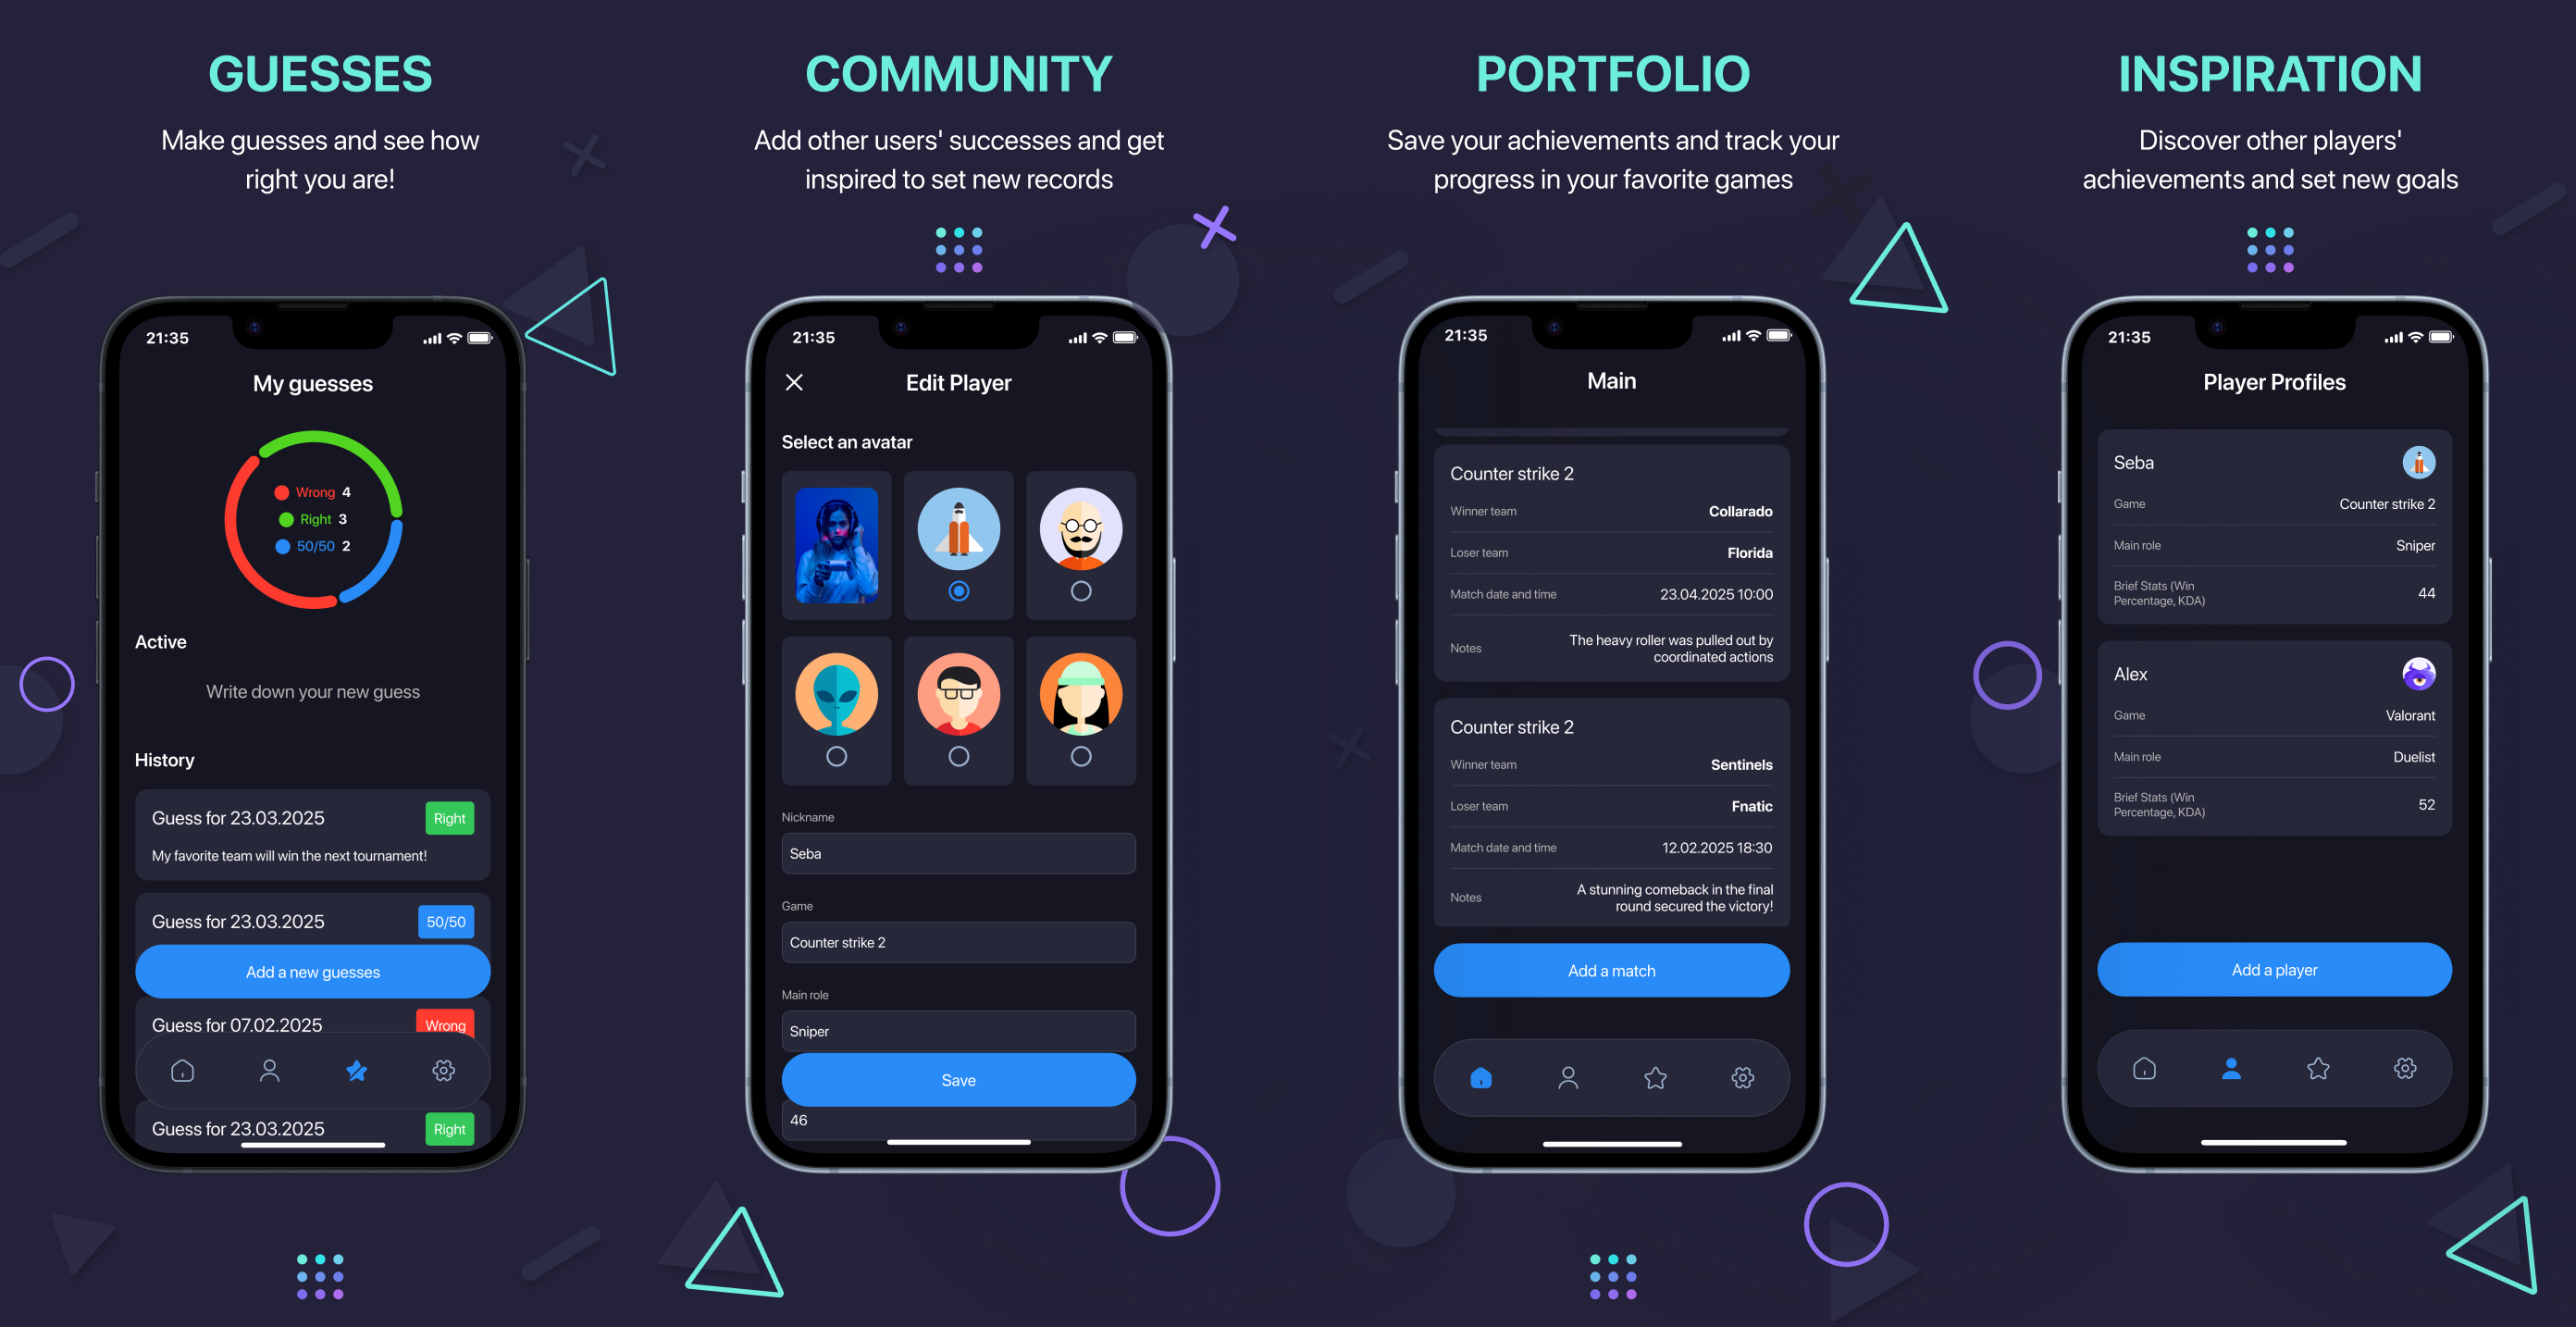 GUESSES
Make guesses and see how
right you are!
21:35
My guesses
Wrong 4
Right 3
50/50 2
Active
Write down your new guess
History
Guess for 23.03.2025
Right
My favorite team will win the next tournament!
Guess for 23.03.2025
50/50
Add a new guesses
Guess for 07.02.2025
Wrong
Guess for 23.03.2025
Right
COMMUNITY
Add other users' successes and get
inspired to set new records
21:35
Edit Player
Select an avatar
Nickname
Seba
Game
Counter strike 2
Main role
Sniper
Save
46
PORTFOLIO
Save your achievements and track your
progress in your favorite games
21:35
Main
Counter strike 2
Winner team
Collarado
Loser team
Florida
Match date and time
23.04.2025 10:00
Notes
The heavy roller was pulled out by
coordinated actions
Counter strike 2
Winner team
Sentinels
Loser team
Fnatic
Match date and time
12.02.2025 18:30
Notes
A stunning comeback in the final
round secured the victory!
Add a match
INSPIRATION
Discover other players'
achievements and set new goals
21:35
Player Profiles
Seba
Game
Counter strike 2
Main role
Sniper
Brief Stats (Win
Percentage, KDA)
44
Alex
Game
Valorant
Main role
Duelist
Brief Stats (Win
Percentage, KDA)
52
Add a player